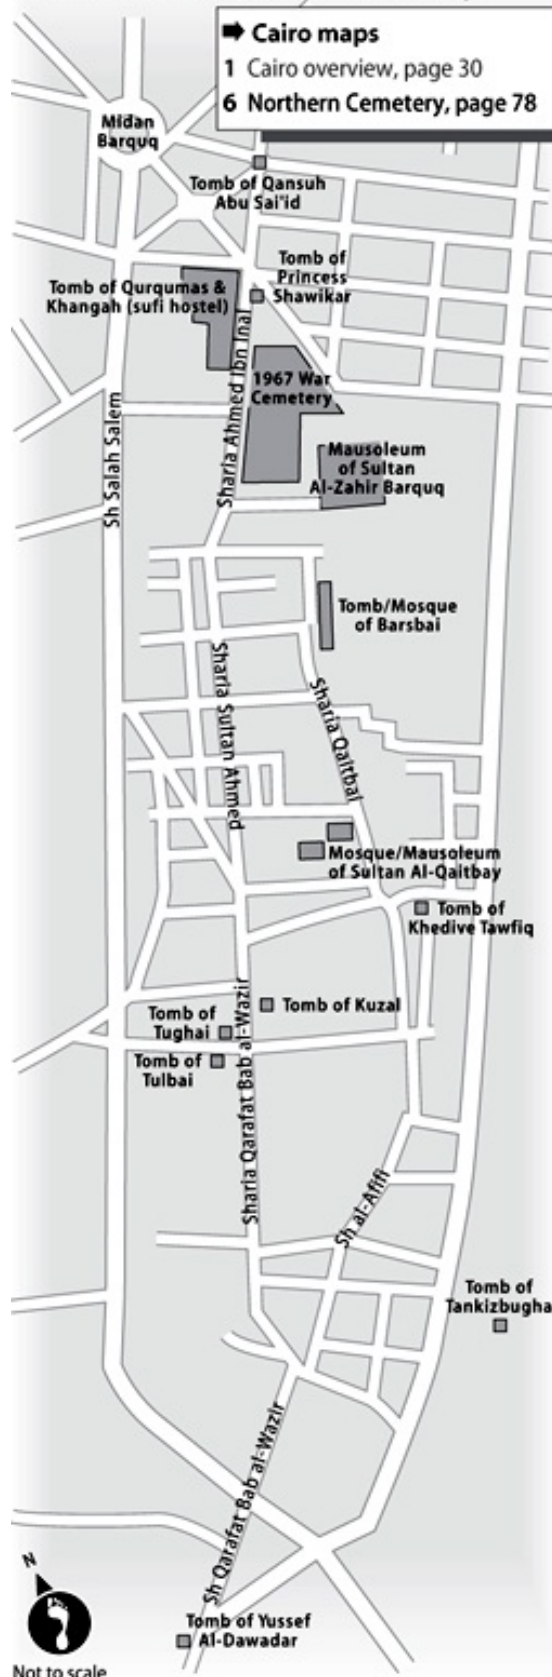 ➡ Cairo maps
1 Cairo overview, page 30
6 Northern Cemetery, page 78
Midan
Barquq
Tomb of Qansuh
Abu Sai'id
Tomb of
Princess
Shawikar
Tomb of Qurqumas &
Khangah (sufi hostel)
Sharia Ahmed Ibn Inal
1967 War
Cemetery
Sh Salah Salem
Mausoleum
of Sultan
Al-Zahir Barquq
Tomb/Mosque
of Barsbai
Sharia Sultan Ahmed
Sharia Qaitbai
Mosque/Mausoleum
of Sultan Al-Qaitbay
Tomb of
Khedive Tawfiq
Tomb of Kuzal
Tomb of
Tughai
Tomb of
Tulbai
Sharia Qarafat Bab al-Wazir
Sh al-Afifi
Tomb of
Tankizbugha
Sh Qarafat Bab al-Wazir
N
Tomb of Yussef
Al-Dawadar
Not to scale